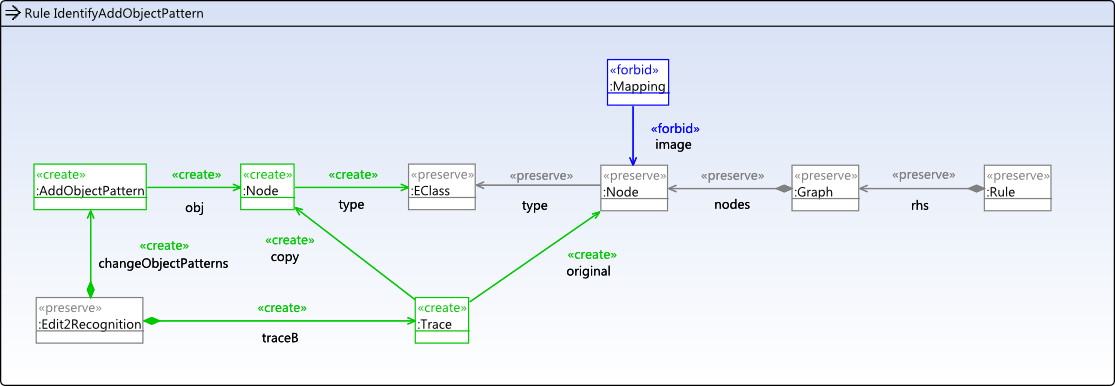 Rule IdentifyAddObjectPattern
«forbid»
:Mapping
«forbid»
image
«create»
:AddObjectPattern
«create»
obj
«create»
:Node
«create»
type
«preserve»
:EClass
«preserve»
type
«preserve»
:Node
«preserve»
nodes
«preserve»
:Graph
«preserve»
rhs
«preserve»
:Rule
«create»
changeObjectPatterns
«create»
copy
«create»
original
«preserve»
:Edit2Recognition
«create»
traceB
«create»
:Trace